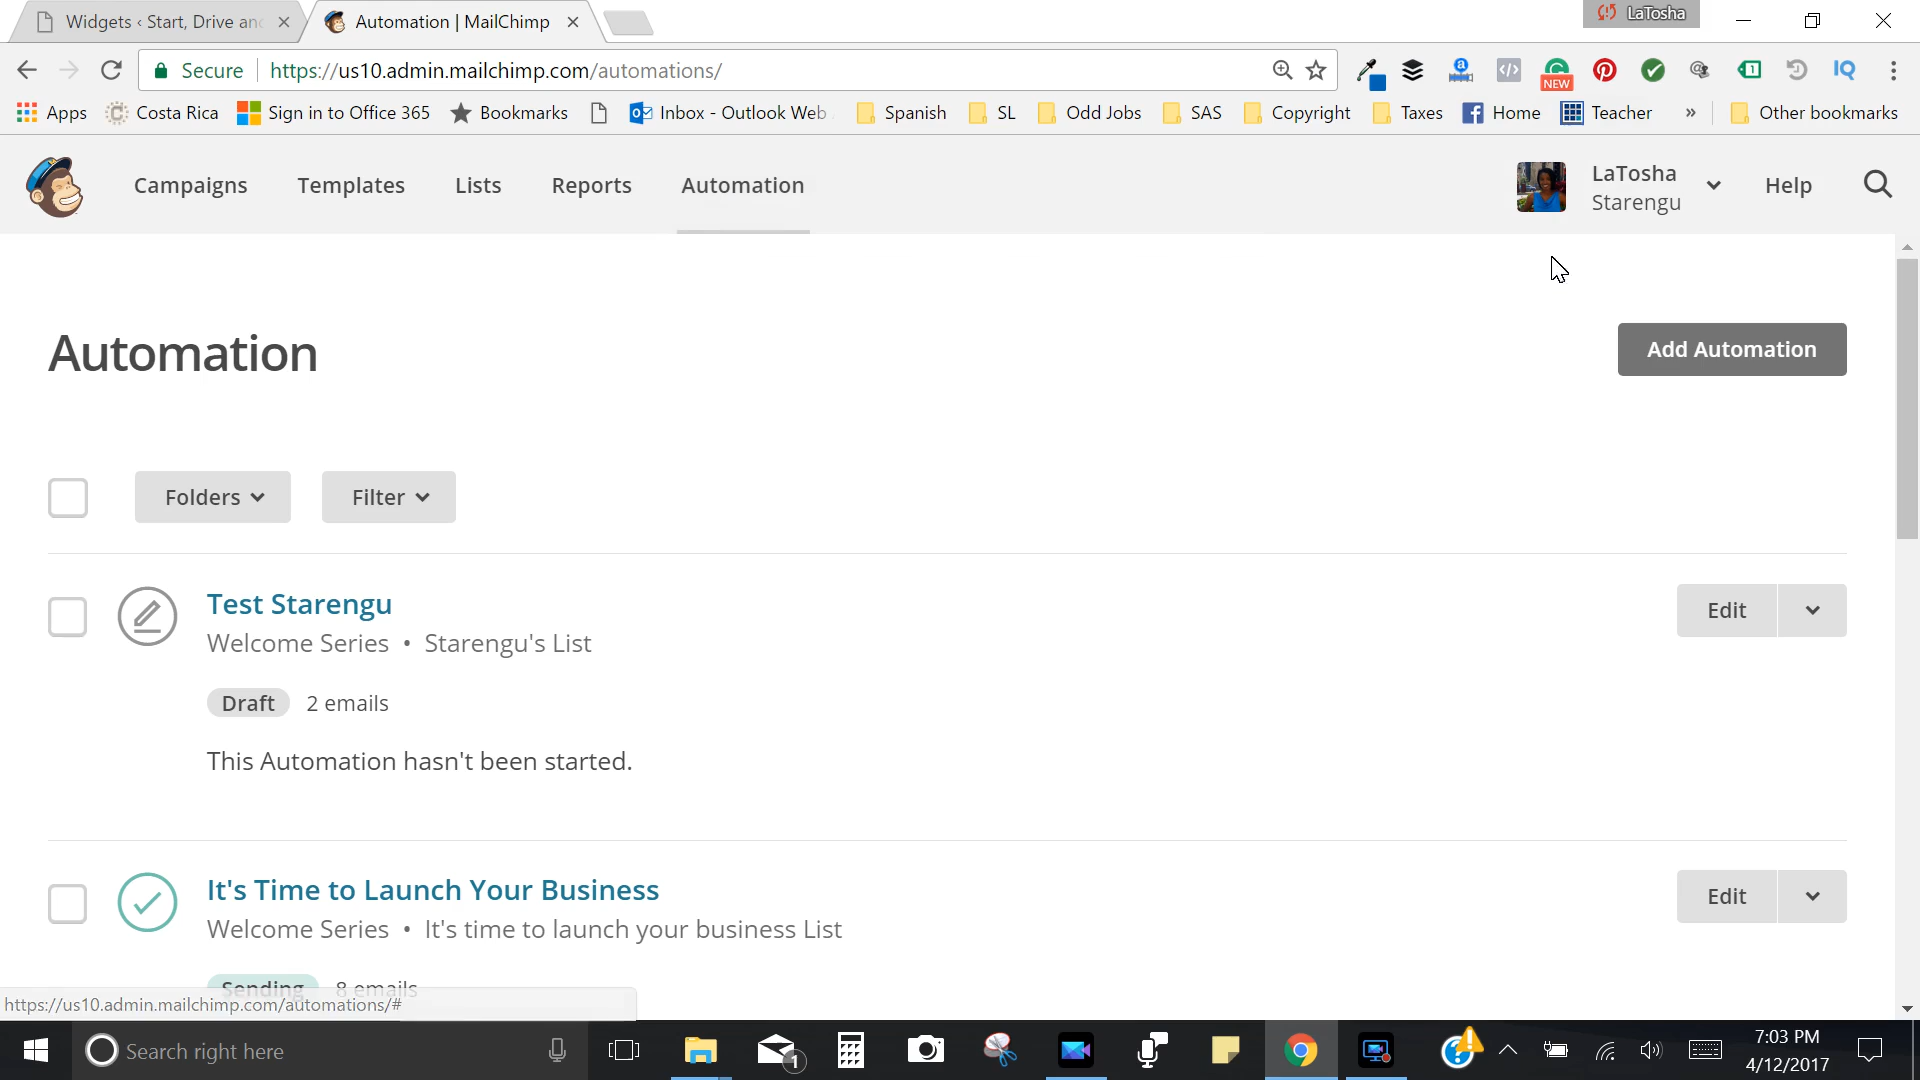 Widgets ‹ Start, Drive an
Automation | MailChimp
LaTosha
Secure
https://us10.admin.mailchimp.com/automations/
NEW
IQ
Apps
Costa Rica
Sign in to Office 365
Bookmarks
Inbox - Outlook Web
Spanish
SL
Odd Jobs
SAS
Copyright
Taxes
Home
Teacher
»
Other bookmarks
Campaigns
Templates
Lists
Reports
Automation
LaTosha
Starengu
Help
Automation
Add Automation
Folders
Filter
Test Starengu
Edit
Welcome Series • Starengu's List
Draft
2 emails
This Automation hasn't been started.
It's Time to Launch Your Business
Edit
Welcome Series • It's time to launch your business List
Sending
8 emails
https://us10.admin.mailchimp.com/automations/#
Search right here
1
7:03 PM
4/12/2017